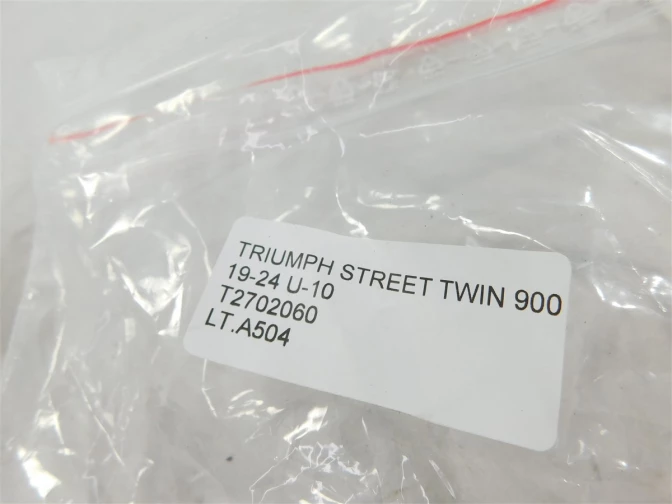 TRIUMPH STREET TWIN 900
19-24 U-10
T2702060
LT.A504